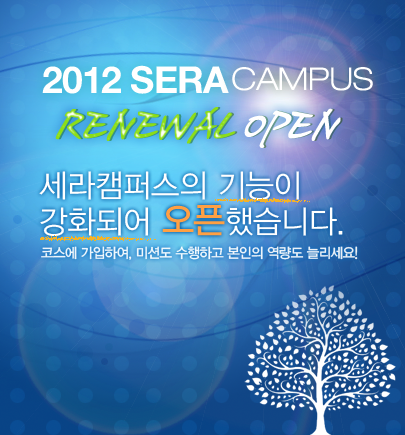 2012 SERA CAMPUS
RENEWAL OPEN
세라캠퍼스의 기능이
강화되어 오픈했습니다.
코스에 가입하여, 미션도 수행하고 본인의 역량도 늘리세요!